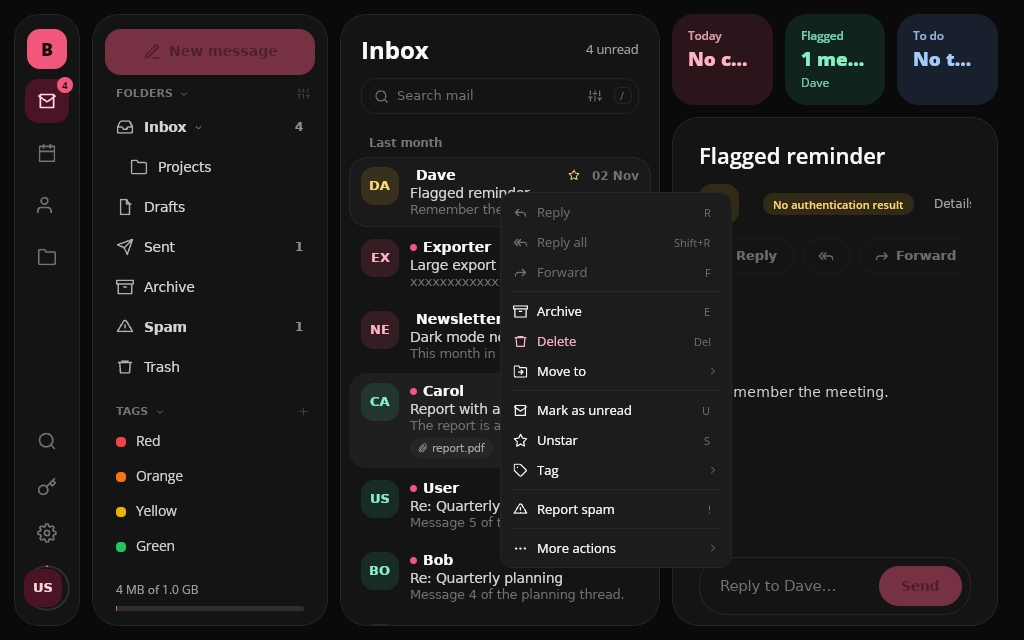 B
4
New message
FOLDERS
Inbox
4
Projects
Drafts
Sent
1
Archive
Spam
1
Trash
TAGS
Red
Orange
Yellow
Green
4 MB of 1.0 GB
US
Inbox
4 unread
Search mail
/
Last month
DA
Dave
02 Nov
Flagged reminder
Remember the
EX
Exporter
Large export
xxxxxxxxxxxx
NE
Newsletter
Dark mode
This month in
CA
Carol
Report with a
The report is a
report.pdf
US
User
Re: Quarterly
Message 5 of
BO
Bob
Re: Quarterly planning
Message 4 of the planning thread.
Reply
R
Reply all
Shift+R
Forward
F
Archive
E
Delete
Del
Move to
Mark as unread
U
Unstar
S
Tag
Report spam
!
More actions
Today
No c…
Flagged
1 me…
Dave
To do
No t…
Flagged reminder
No authentication result
Details
Reply
Forward
member the meeting.
Reply to Dave…
Send